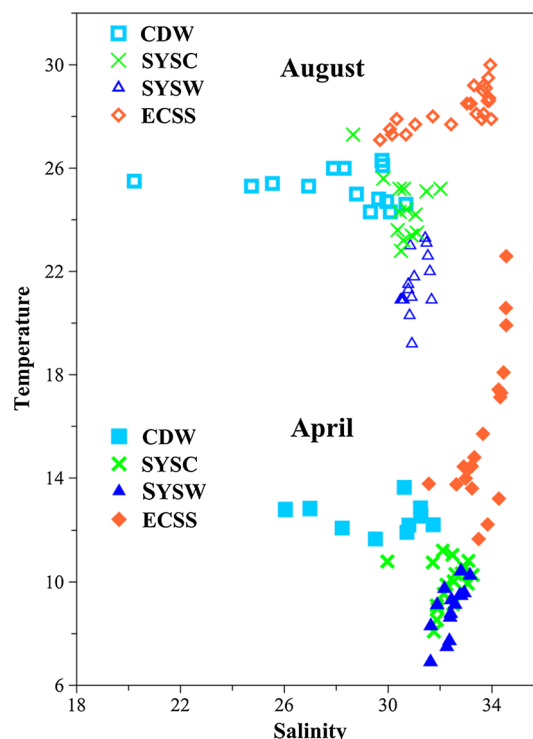 CDW
SYSC
SYSW
ECSS
August
30
26
22
18
14
10
6
Temperature
April
CDW
SYSC
SYSW
ECSS
18
22
26
30
34
Salinity